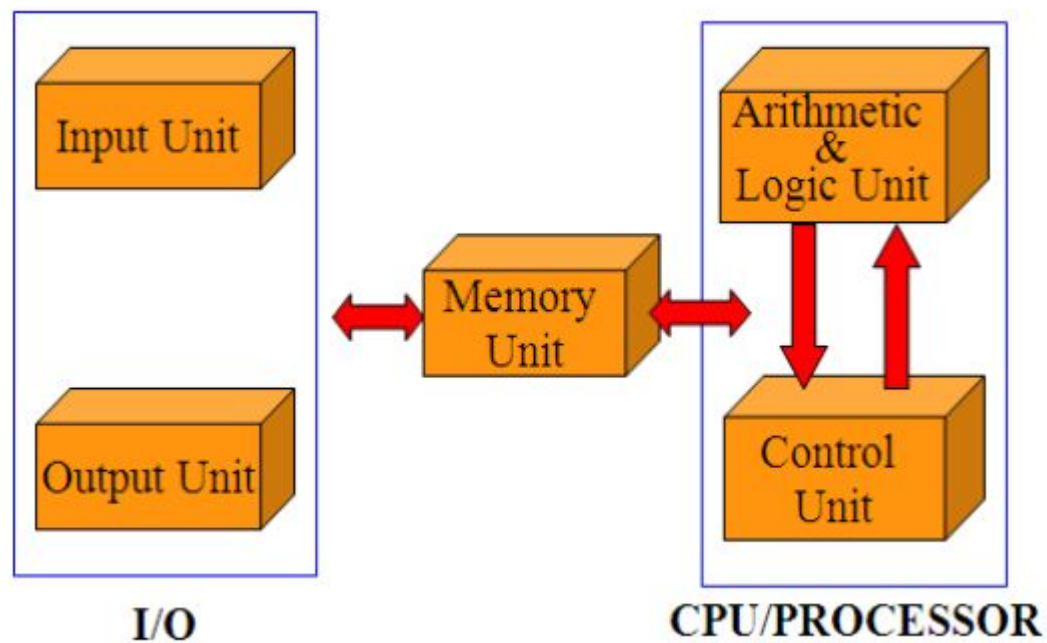 Input Unit
Output Unit
I/O
Memory
Unit
Arithmetic
&
Logic Unit
Control
Unit
CPU/PROCESSOR